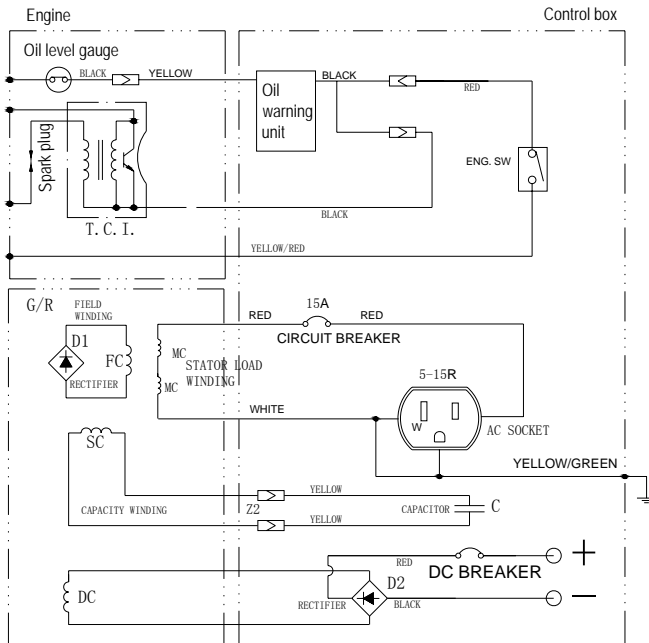 Engine
Control box
Oil level gauge
BLACK
YELLOW
Oil
warning
unit
BLACK
RED
Spark plug
ENG. SW
T. C. I.
BLACK
YELLOW/RED
G/R
FIELD
WINDING
D1
FC
RECTIFIER
RED
15A
RED
CIRCUIT BREAKER
MC
STATOR LOAD
WINDING
MC
5-15R
WHITE
W
AC SOCKET
SC
YELLOW/GREEN
CAPACITY WINDING
Z2
YELLOW
YELLOW
CAPACITOR
C
DC
RED
DC BREAKER
+
D2
RECTIFIER
BLACK
−